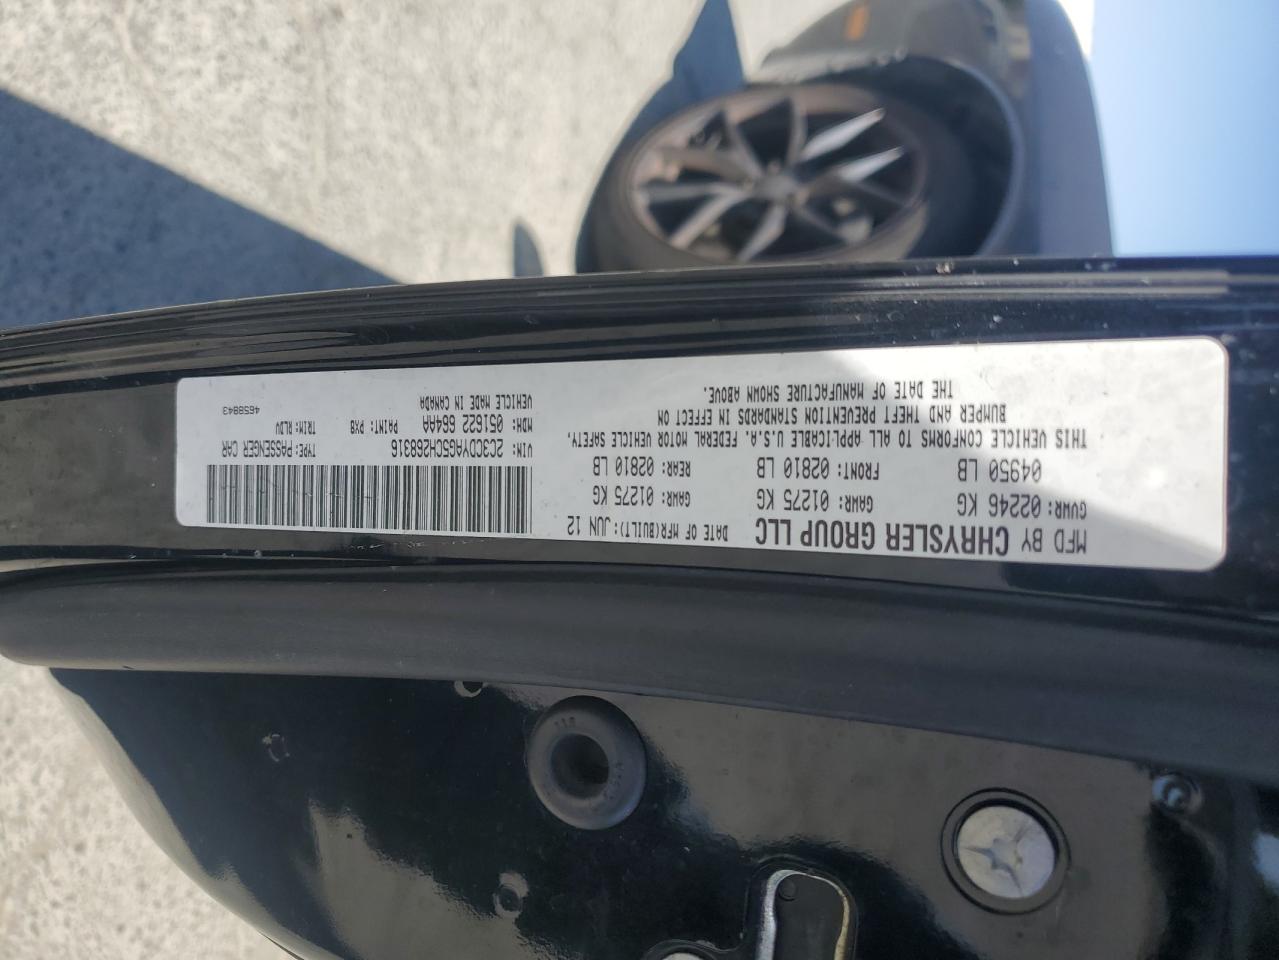 MFD BY CHRYSLER GROUP LLC DATE OF MFR(BUILT): JUN 12
GVWR: 02246 KG GAWR: 01275 KG GAWR: 01275 KG
04950 LB FRONT: 02810 LB REAR: 02810 LB
THIS VEHICLE CONFORMS TO ALL APPLICABLE U.S.A. FEDERAL MOTOR VEHICLE SAFETY,
BUMPER AND THEFT PREVENTION STANDARDS IN EFFECT ON
THE DATE OF MANUFACTURE SHOWN ABOVE.
VIN: 2C3CDYAG5CH268316 TYPE: PASSENGER CAR
MDH: 051622 664AA PAINT: PXB TRIM: RLDV
VEHICLE MADE IN CANADA 4658843